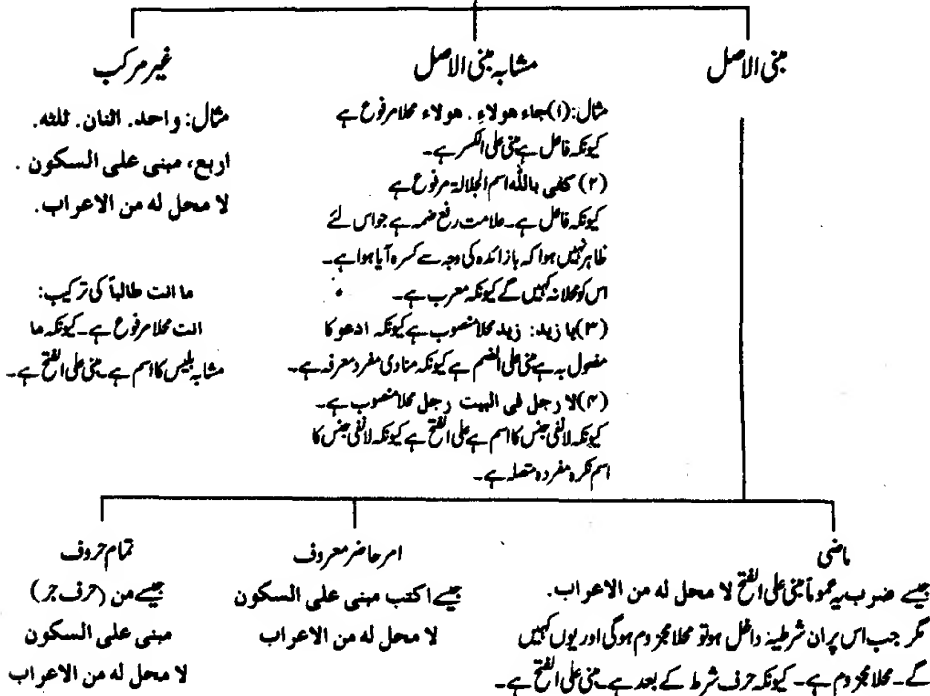 مبنی الاصل
مشابہ مبنی الاصل
مثال: (۱) جاء هولاءِ . هولاء محلا مرفوع ہے
کیونکہ فاعل ہے مبنی علی الکسر ہے۔
(۲) کفی باللّٰه اسم الجلالۃ مرفوع ہے
کیونکہ فاعل ہے۔ علامت رفع ضمہ ہے جو اس لئے
ظاہر نہیں ہوا کہ با زائدہ کی وجہ سے کسرہ آیا ہوا ہے۔
اس کو محلا نہ کہیں گے کیونکہ معرب ہے۔
(۳) یا زید: زید محلا منصوب ہے کیونکہ ادعو کا
مفعول بہ ہے مبنی علی الضم ہے کیونکہ منادی مفرد معرفہ ہے۔
(۴) لا رجل فی البیت رجل محلا منصوب ہے۔
کیونکہ لا نفی جنس کا اسم ہے علی الفتح ہے کیونکہ لا نفی جنس کا
اسم نکرہ مفردہ متصلہ ہے۔
غیر مرکب
مثال: واحد. اثنان. ثلثه.
اربع، مبنی علی السکون .
لا محل له من الاعراب.
ما انت طالباً کی ترکیب:
انت محلا مرفوع ہے۔ کیونکہ ما
مشابہ بلیس کا اسم ہے۔ مبنی علی الفتح ہے۔
ماضی
جیسے ضرب یہ عموماً مبنی علی الفتح لا محل له من الاعراب.
مگر جب اس پر ان شرطیہ داخل ہو تو محلا مجزوم ہوگی اور یوں کہیں
گے۔ محلا مجزوم ہے۔ کیونکہ حرف شرط کے بعد ہے۔ مبنی علی الفتح ہے۔
امر حاضر معروف
جیسے اکتب مبنی علی السکون
لا محل له من الاعراب
تمام حروف
جیسے من (حرف جر)
مبنی علی السکون
لا محل له من الاعراب